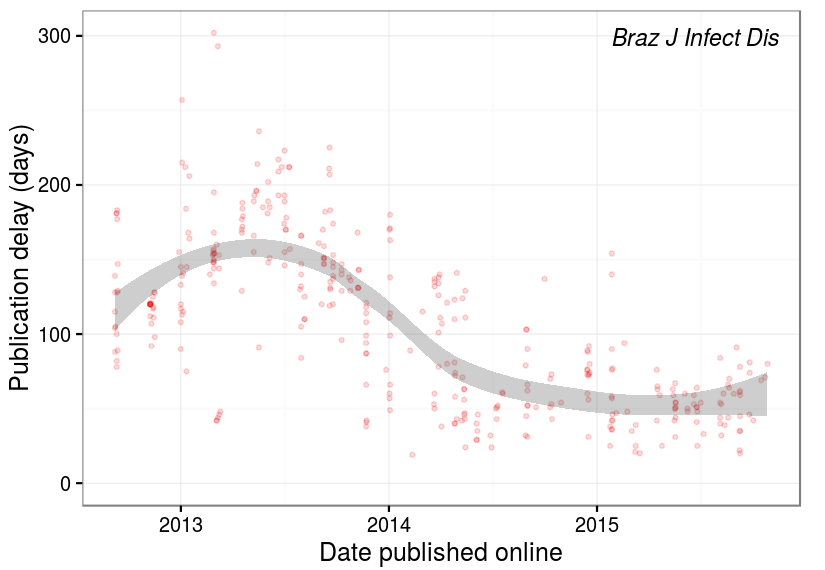 Braz J Infect Dis
Publication delay (days)
300
200
100
0
2013
2014
2015
Date published online